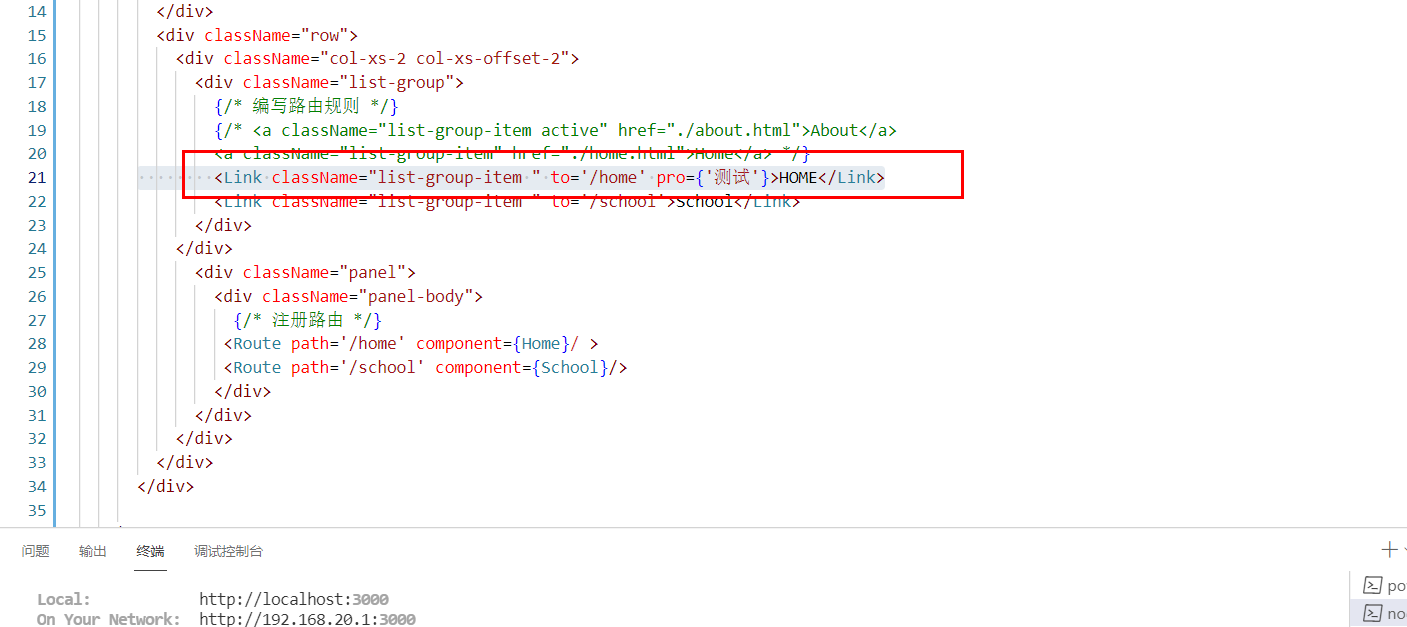 14 </div>
15 <div className="row">
16 <div className="col-xs-2 col-xs-offset-2">
17 <div className="list-group">
18 {/* 编写路由规则 */}
19 {/* <a className="list-group-item active" href="./about.html">About</a>
20 <a className="list-group-item" href="./home.html">Home</a> */}
21 <Link className="list-group-item " to='/home' pro={'测试'}>HOME</Link>
22 <Link className="list-group-item " to='/school'>School</Link>
23 </div>
24 </div>
25 <div className="panel">
26 <div className="panel-body">
27 {/* 注册路由 */}
28 <Route path='/home' component={Home}/ >
29 <Route path='/school' component={School}/>
30 </div>
31 </div>
32 </div>
33 </div>
34 </div>
35
问题 输出 终端 调试控制台
Local: http://localhost:3000
On Your Network: http://192.168.20.1:3000
po
no